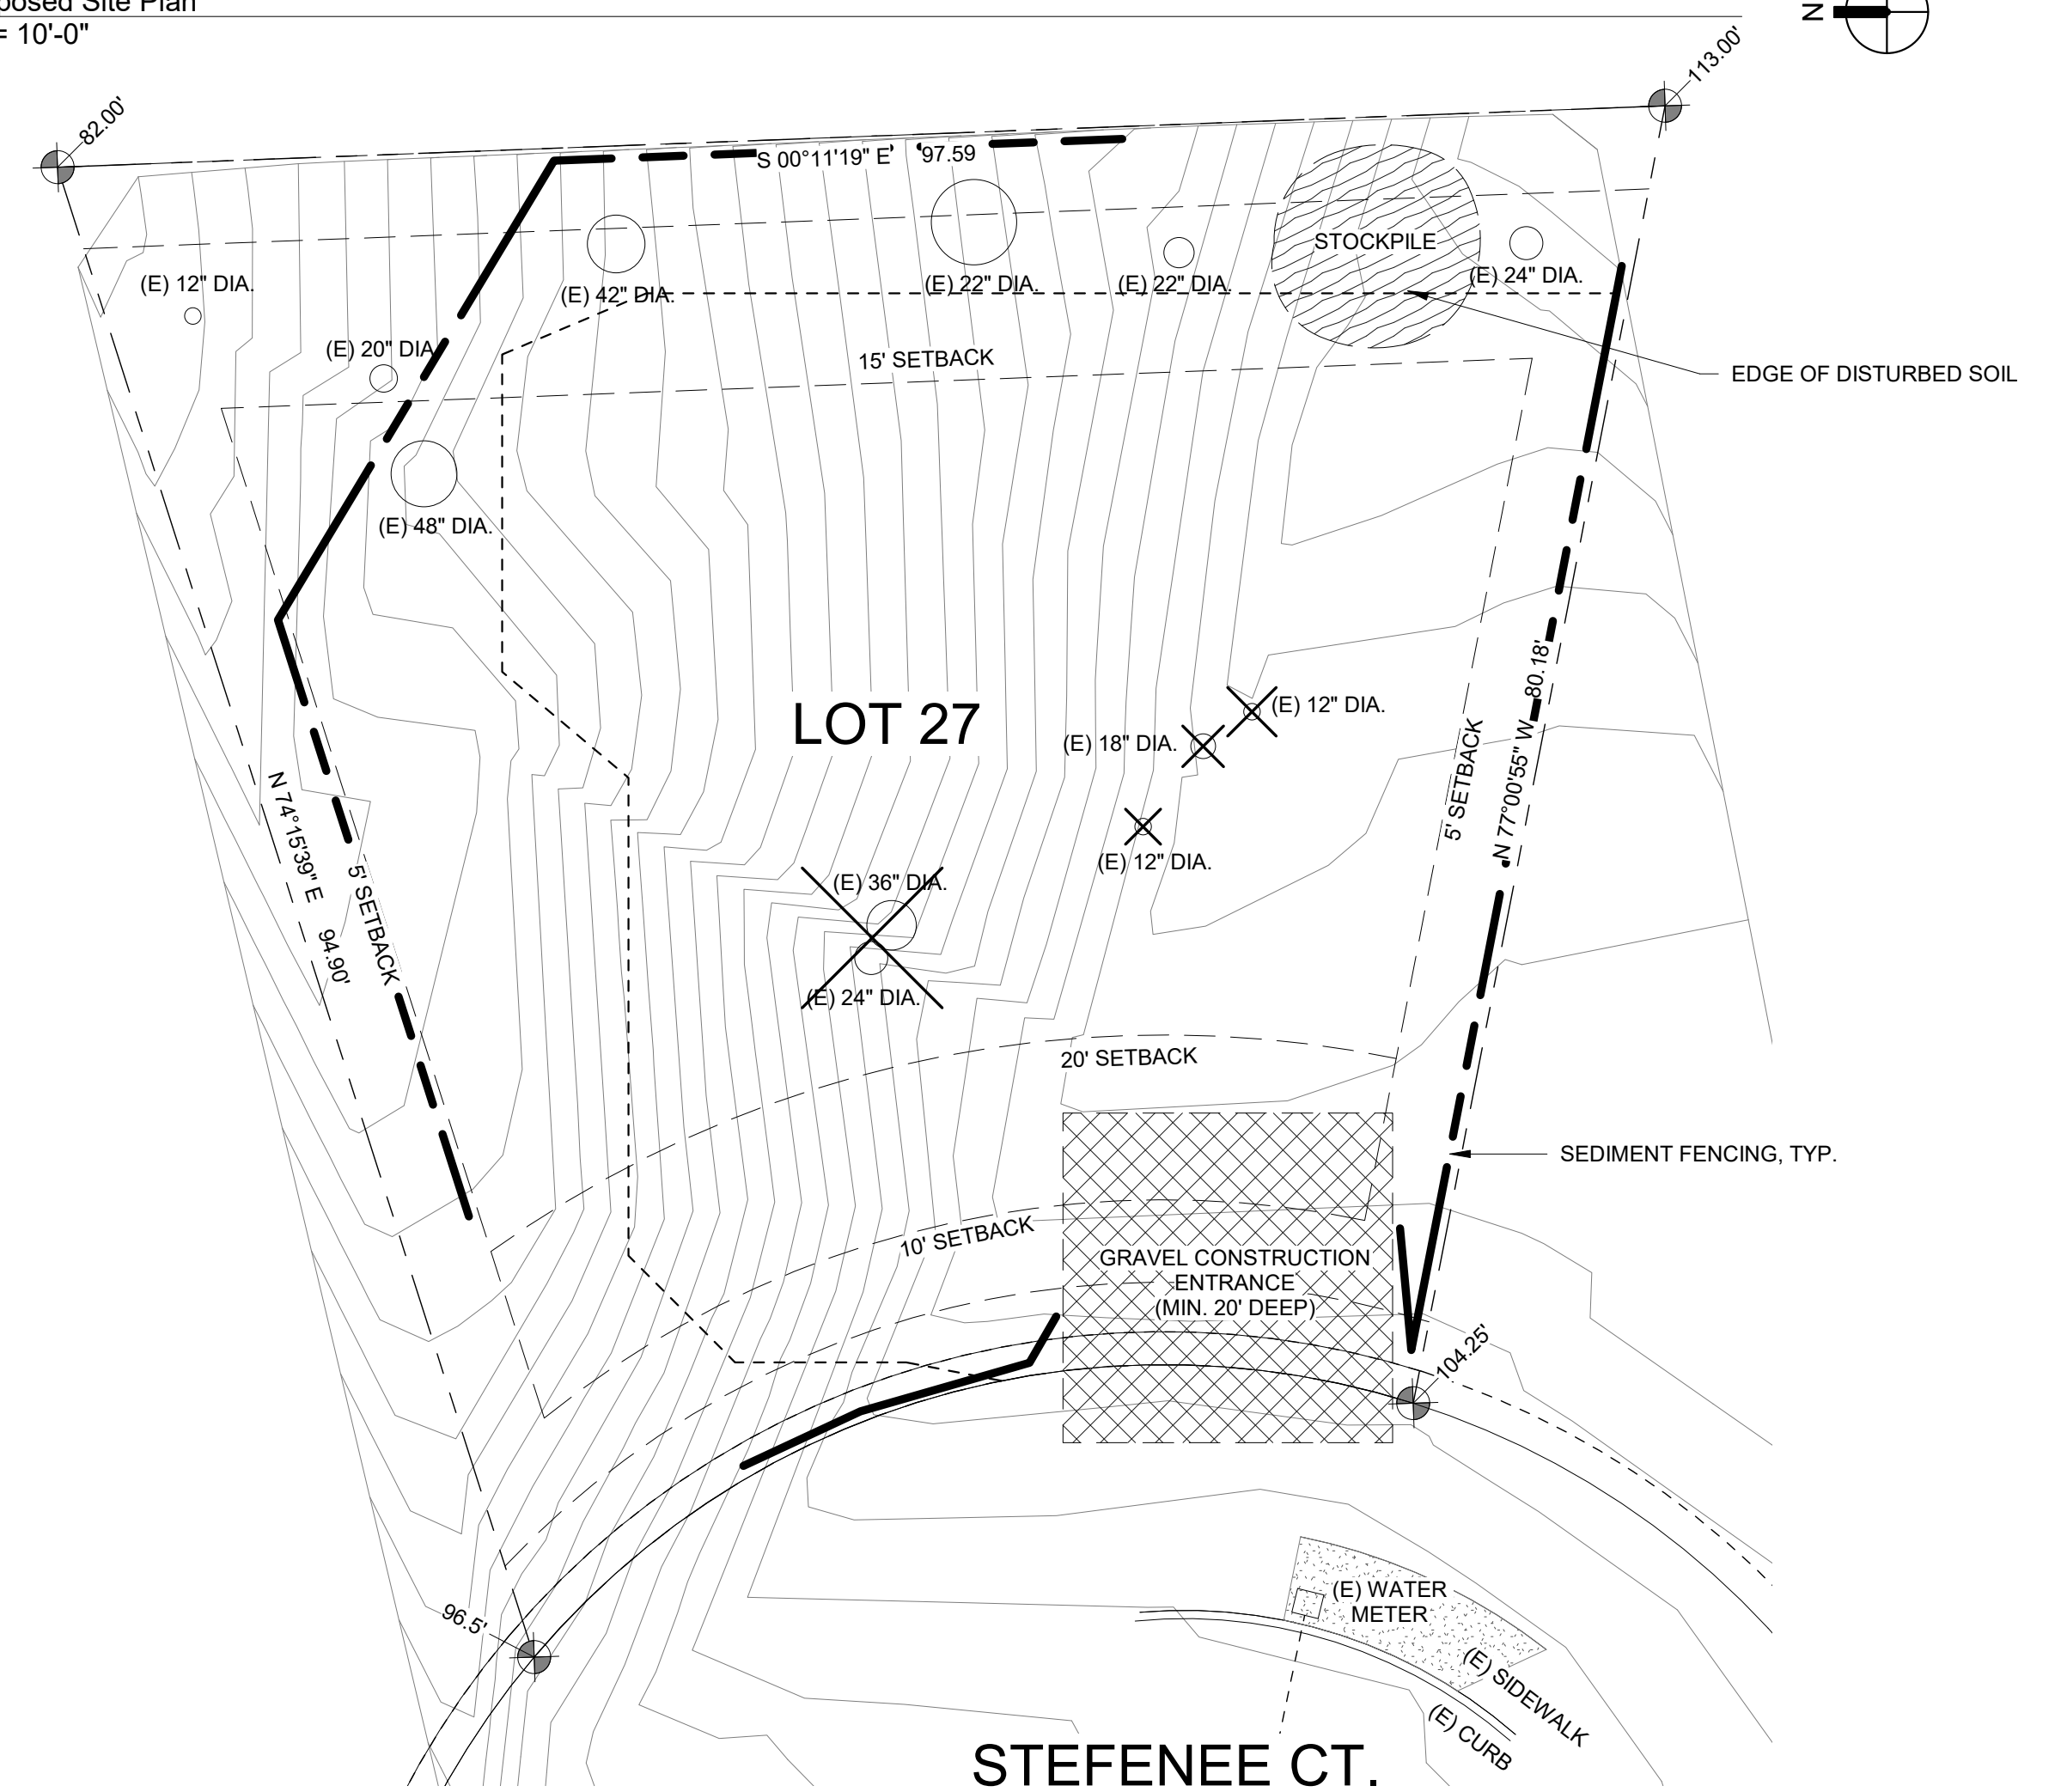 posed Site Plan
= 10'-0"
N
82.00'
113.00'
S 00°11'19" E 97.59'
(E) 12" DIA.
(E) 42" DIA.
(E) 22" DIA.
(E) 22" DIA.
STOCKPILE
(E) 24" DIA.
(E) 20" DIA.
15' SETBACK
EDGE OF DISTURBED SOIL
(E) 48" DIA.
LOT 27
(E) 12" DIA.
(E) 18" DIA.
(E) 12" DIA.
5' SETBACK
N 77°00'55" W 80.18'
N 74°15'39" E 94.90'
5' SETBACK
(E) 36" DIA.
(E) 24" DIA.
20' SETBACK
SEDIMENT FENCING, TYP.
10' SETBACK
GRAVEL CONSTRUCTION
ENTRANCE
(MIN. 20' DEEP)
104.25'
96.5'
(E) WATER
METER
(E) SIDEWALK
(E) CURB
STEFENEE CT.